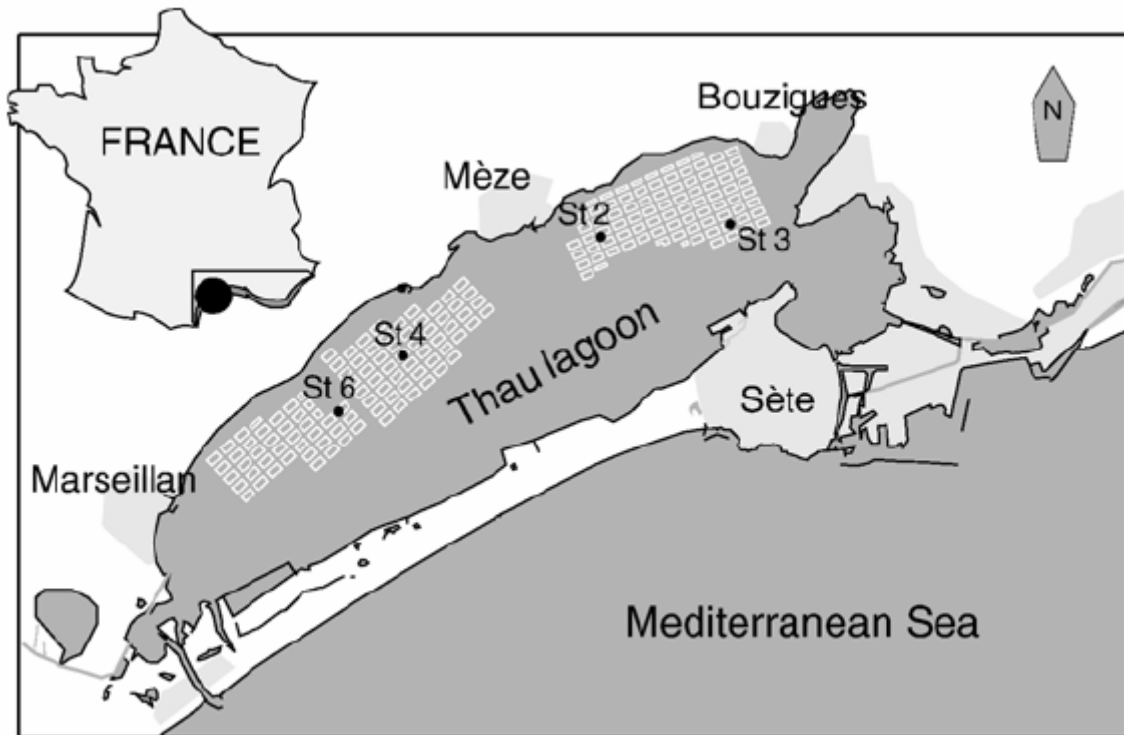 FRANCE
Bouzigues
N
Mèze
St 2
St 3
St 4
Thau lagoon
St 6
Sète
Marseillan
Mediterranean Sea